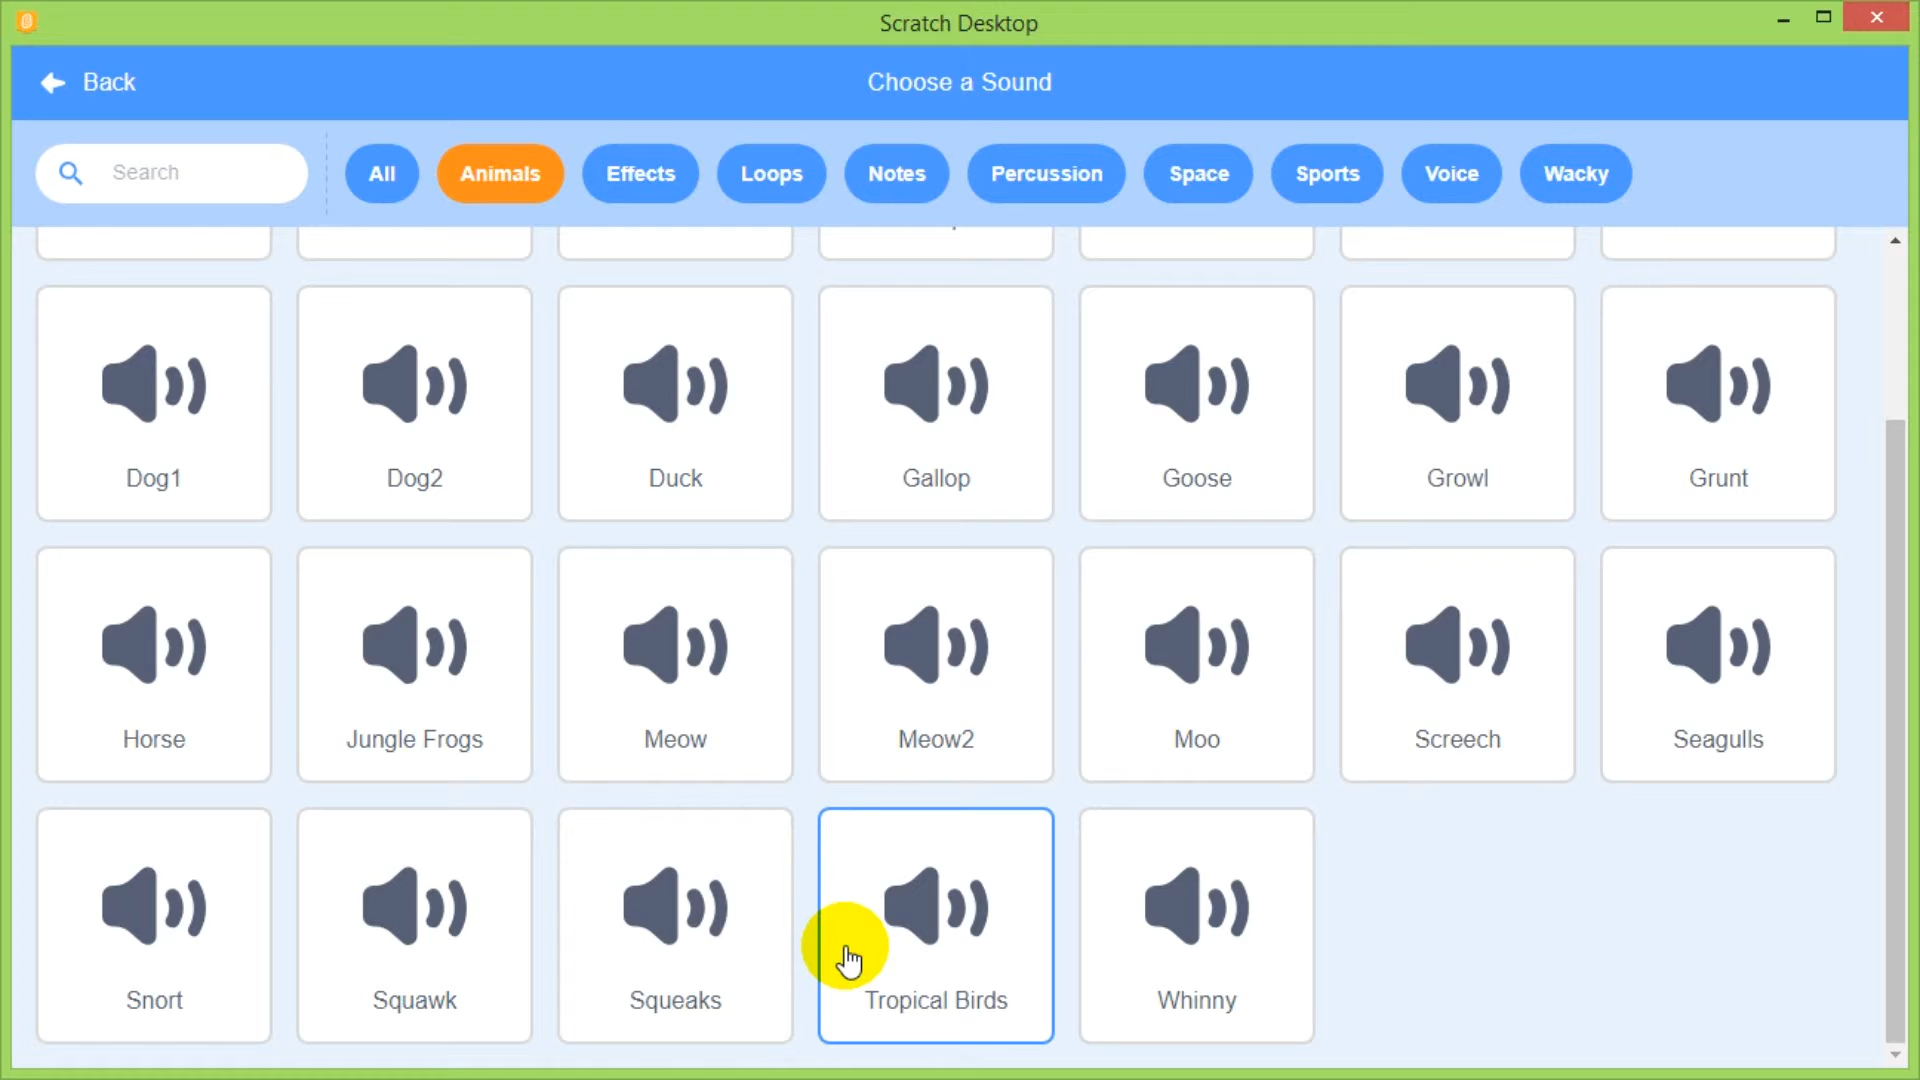 Scratch Desktop
Back
Choose a Sound
Search
All
Animals
Effects
Loops
Notes
Percussion
Space
Sports
Voice
Wacky
Dog1
Dog2
Duck
Gallop
Goose
Growl
Grunt
Horse
Jungle Frogs
Meow
Meow2
Moo
Screech
Seagulls
Snort
Squawk
Squeaks
Tropical Birds
Whinny